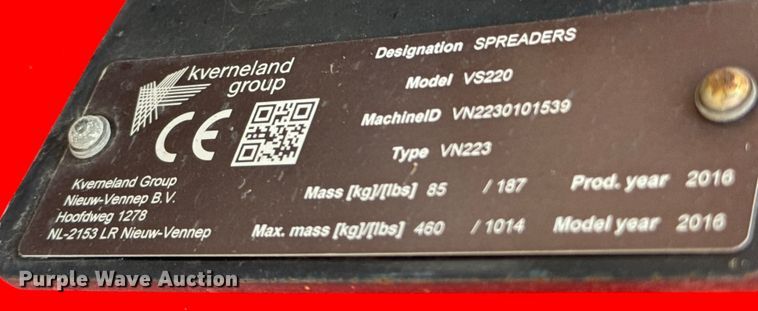 kverneland
group
CE
Kverneland Group
Nieuw-Vennep B.V.
Hoofdweg 1278
NL-2153 LR Nieuw-Vennep
Designation SPREADERS
Model VS220
MachineID VN2230101539
Type VN223
Mass [kg]/[lbs] 85 / 187 Prod. year 2016
Max. mass [kg]/[lbs] 460 / 1014 Model year 2016
Purple Wave Auction